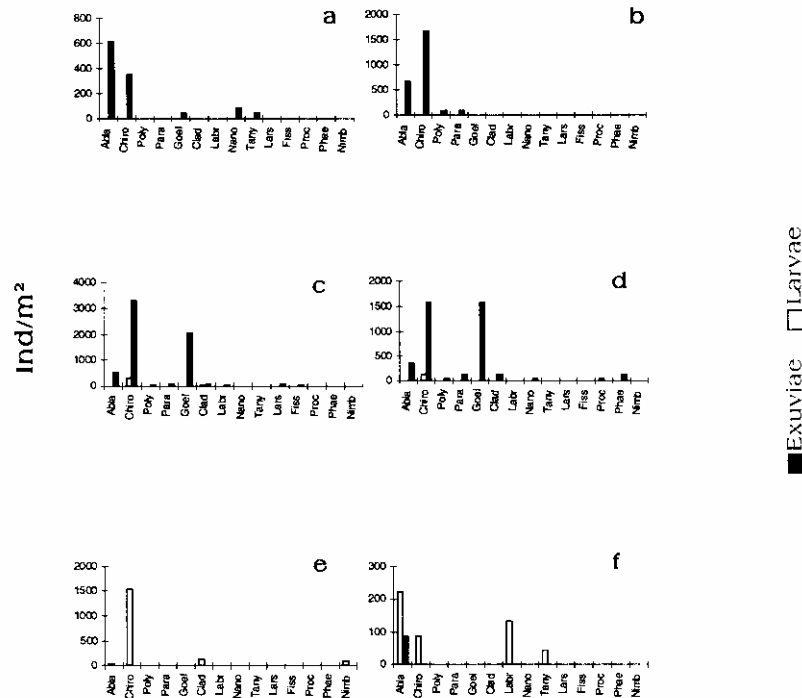 a
800
600
400
200
0
Abla Chiro Poly Para Goel Clad Labr Nano Tany Lars Fiss Proc Phae Nimb
b
2000
1500
1000
500
0
Abla Chiro Poly Para Goel Clad Labr Nano Tany Lars Fiss Proc Phae Nimb
Ind/m²
c
4000
3000
2000
1000
0
Abla Chiro Poly Para Goel Clad Labr Nano Tany Lars Fiss Proc Phae Nimb
d
2000
1500
1000
500
0
Abla Chiro Poly Para Goel Clad Labr Nano Tany Lars Fiss Proc Phae Nimb
Exuviae Larvae
e
2000
1500
1000
500
0
Abla Chiro Poly Para Goel Clad Labr Nano Tany Lars Fiss Proc Phae Nimb
f
300
200
100
0
Abla Chiro Poly Para Goel Clad Labr Nano Tany Lars Fiss Proc Phae Nimb